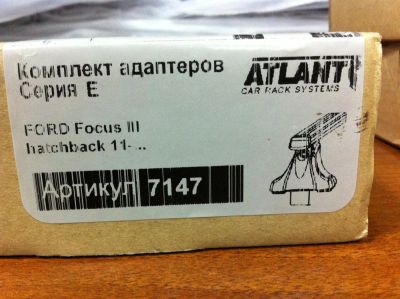 Комплект адаптеров
Серия Е
ATLANT
CAR RACK SYSTEMS
FORD Focus III
hatchback 11-...
Артикул 7147